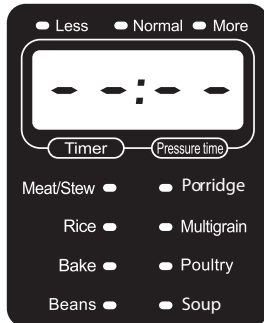 Less Normal More
- -:- -
Timer Pressure time
Meat/Stew Porridge
Rice Multigrain
Bake Poultry
Beans Soup